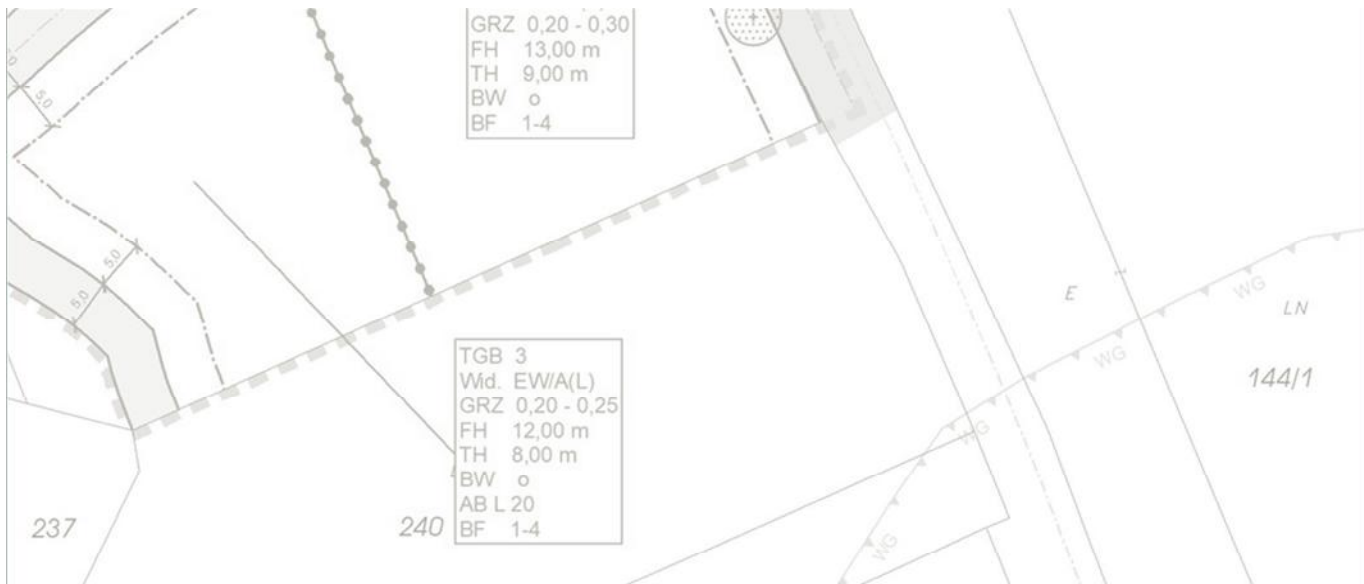 GRZ 0,20 - 0,30
FH 13,00 m
TH 9,00 m
BW o
BF 1-4
5,0
5,0
5,0
E
WG
LN
WG
144/1
TGB 3
Wid. EW/A(L)
GRZ 0,20 - 0,25
FH 12,00 m
TH 8,00 m
BW o
AB L 20
BF 1-4
WG
237
240
WG